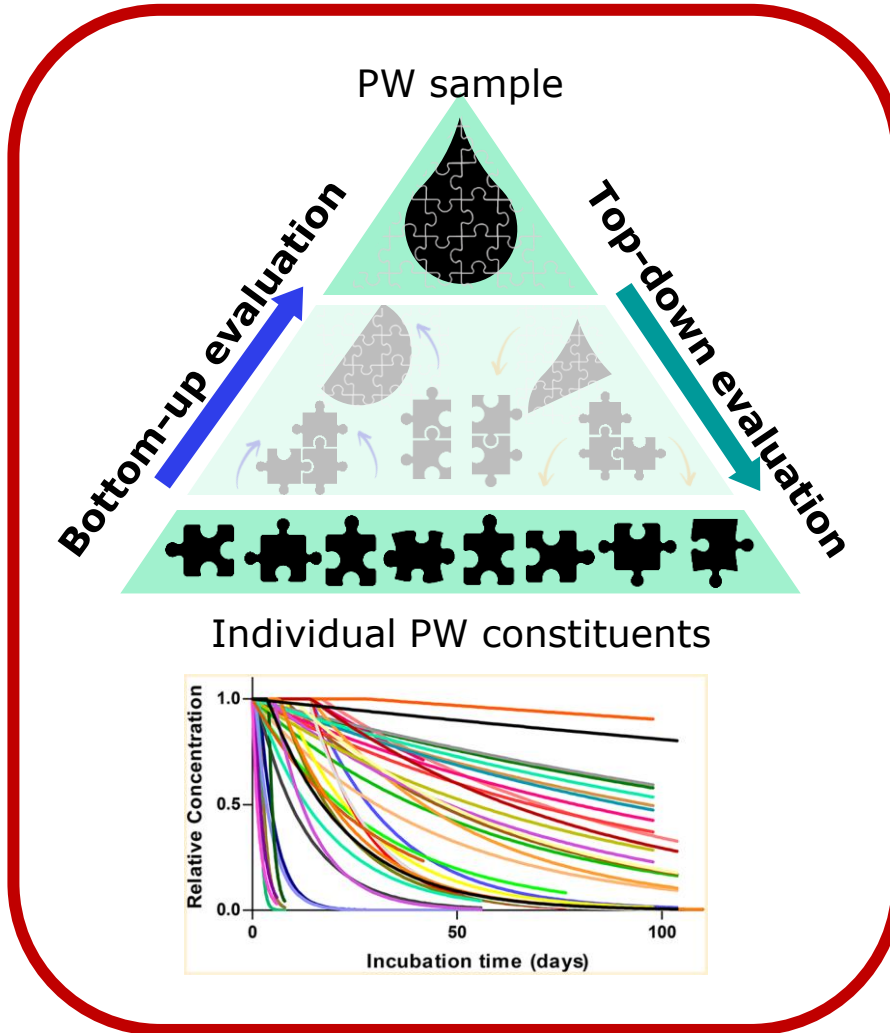 PW sample
Bottom-up evaluation
Top-down evaluation
Individual PW constituents
Relative Concentration
1.0
0.5
0.0
0
50
100
Incubation time (days)